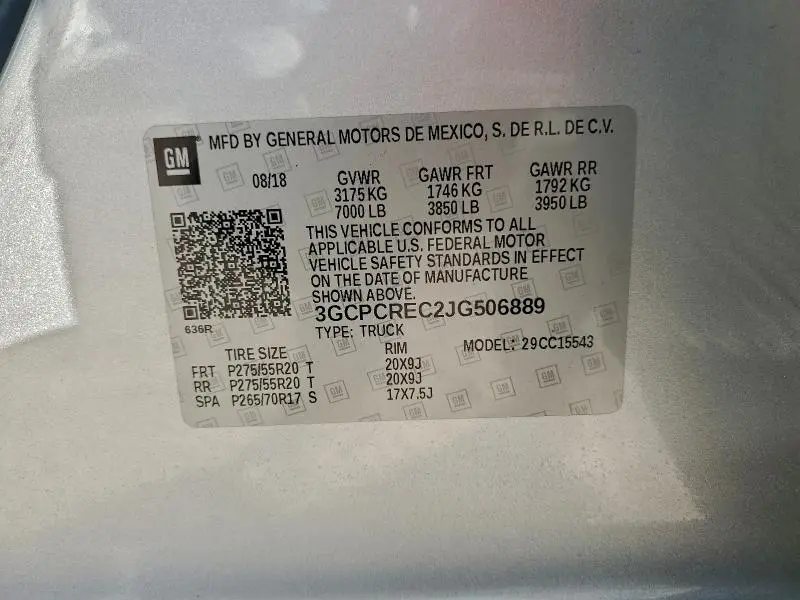 GM
MFD BY GENERAL MOTORS DE MEXICO, S. DE R.L. DE C.V.
08/18 GVWR GAWR FRT GAWR RR
3175 KG 1746 KG 1792 KG
7000 LB 3850 LB 3950 LB
THIS VEHICLE CONFORMS TO ALL
APPLICABLE U.S. FEDERAL MOTOR
VEHICLE SAFETY STANDARDS IN EFFECT
ON THE DATE OF MANUFACTURE
SHOWN ABOVE.
3GCPCREC2JG506889
636R
TYPE: TRUCK
TIRE SIZE RIM MODEL: 29CC15543
FRT P275/55R20 T 20X9J
RR P275/55R20 T 20X9J
SPA P265/70R17 S 17X7.5J